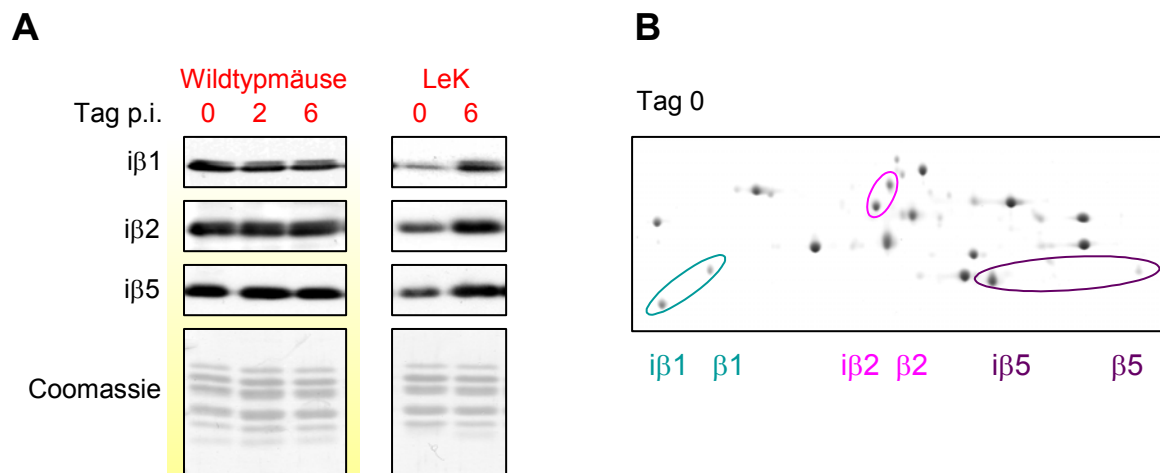 A
Wildtypmäuse LeK
Tag p.i. 0 2 6 0 6
iβ1
iβ2
iβ5
Coomassie
B
Tag 0
iβ1 β1 iβ2 β2 iβ5 β5